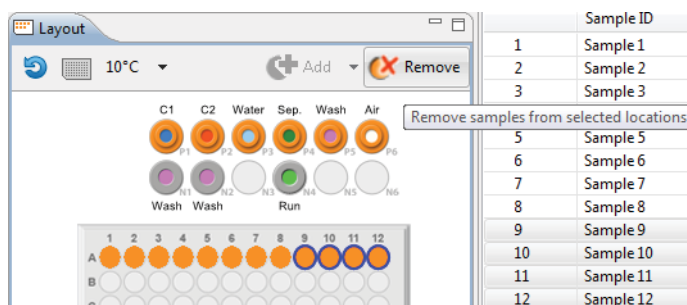 Layout
10°C
Add
Remove
Remove samples from selected locations
C1 C2 Water Sep. Wash Air
P1 P2 P3 P4 P5 P6
N1 N2 N3 N4 N5 N6
Wash Wash Run
1 2 3 4 5 6 7 8 9 10 11 12
A
B
Sample ID
1 Sample 1
2 Sample 2
3 Sample 3
5 Sample 5
6 Sample 6
7 Sample 7
8 Sample 8
9 Sample 9
10 Sample 10
11 Sample 11
12 Sample 12